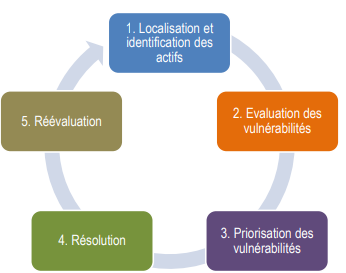 1. Localisation et
identification des
actifs
2. Evaluation des
vulnérabilités
3. Priorisation des
vulnérabilités
4. Résolution
5. Réévaluation